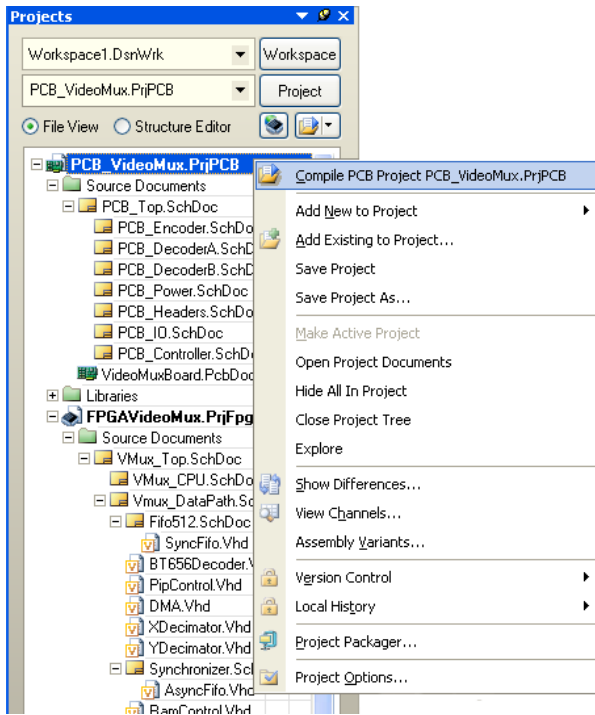 Projects
Workspace1.DsnWrk
Workspace
PCB_VideoMux.PrjPCB
Project
File View
Structure Editor
PCB_VideoMux.PrjPCB
Source Documents
PCB_Top.SchDoc
PCB_Encoder.SchDo
PCB_DecoderA.SchD
PCB_DecoderB.SchD
PCB_Power.SchDoc
PCB_Headers.SchDo
PCB_IO.SchDoc
PCB_Controller.SchD
VideoMuxBoard.PcbDoc
Libraries
FPGAVideoMux.PrjFpg
Source Documents
VMux_Top.SchDoc
VMux_CPU.SchDo
Vmux_DataPath.Sc
Fifo512.SchDoc
SyncFifo.Vhd
BT656Decoder.V
PipControl.Vhd
DMA.Vhd
XDecimator.Vhd
YDecimator.Vhd
Synchronizer.Sc
AsyncFifo.Vhd
RamControl.Vhd
Compile PCB Project PCB_VideoMux.PrjPCB
Add New to Project
Add Existing to Project...
Save Project
Save Project As...
Make Active Project
Open Project Documents
Hide All In Project
Close Project Tree
Explore
Show Differences...
View Channels...
Assembly Variants...
Version Control
Local History
Project Packager...
Project Options...